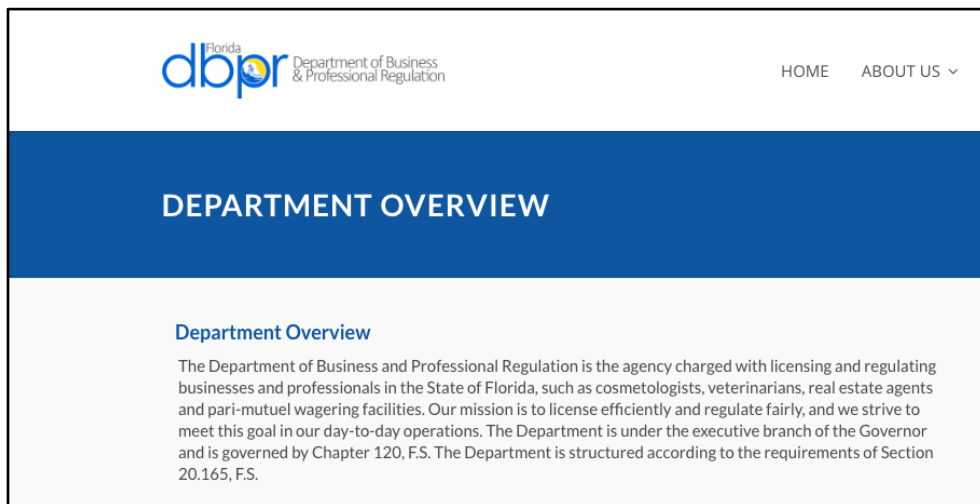 Florida
dbpr
Department of Business
& Professional Regulation
HOME
ABOUT US
DEPARTMENT OVERVIEW
Department Overview
The Department of Business and Professional Regulation is the agency charged with licensing and regulating
businesses and professionals in the State of Florida, such as cosmetologists, veterinarians, real estate agents
and pari-mutuel wagering facilities. Our mission is to license efficiently and regulate fairly, and we strive to
meet this goal in our day-to-day operations. The Department is under the executive branch of the Governor
and is governed by Chapter 120, F.S. The Department is structured according to the requirements of Section
20.165, F.S.